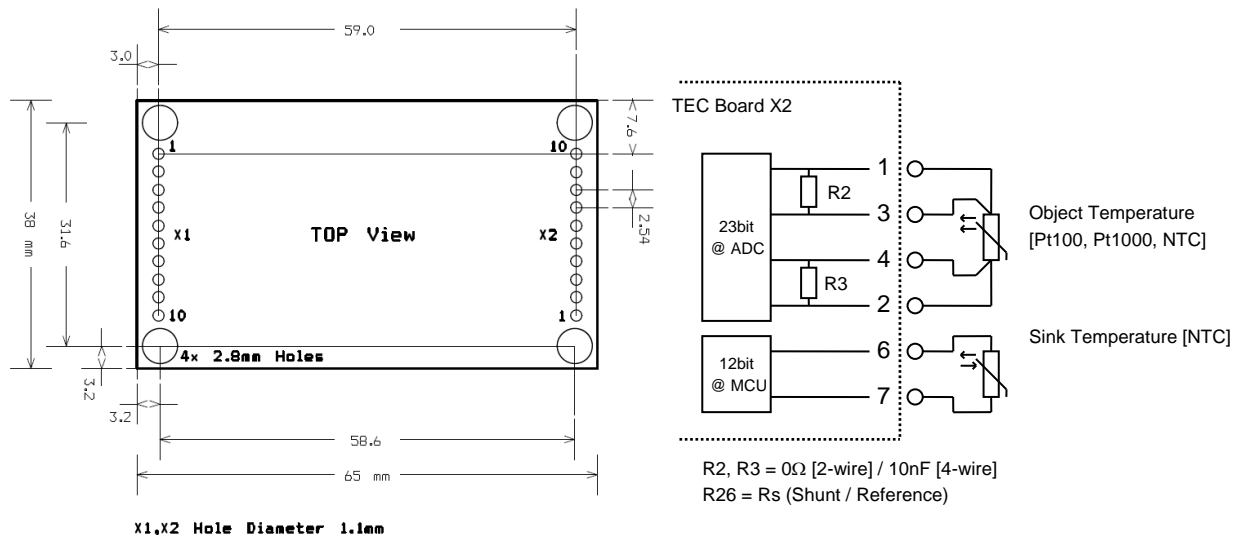 59.0
3.0
38 mm
31.6
1
10
X1
TOP View
X2
7.6
2.54
10
1
4x 2.8mm Holes
3.2
3.2
58.6
65 mm
X1,X2 Hole Diameter 1.1mm
TEC Board X2
23bit
@ ADC
R2
R3
1
3
4
2
Object Temperature
[Pt100, Pt1000, NTC]
12bit
@ MCU
6
7
Sink Temperature [NTC]
R2, R3 = 0Ω [2-wire] / 10nF [4-wire]
R26 = Rs (Shunt / Reference)